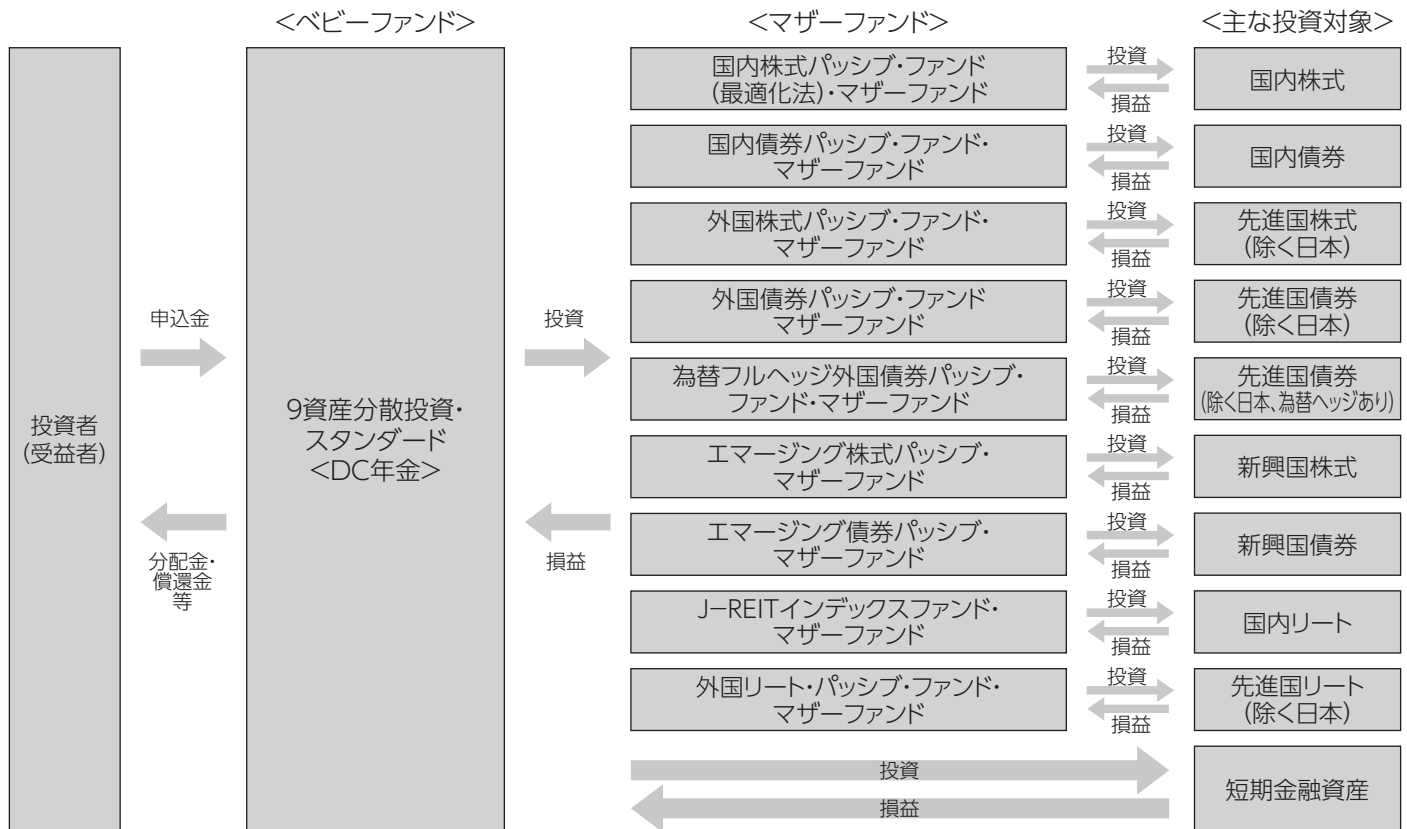 <ベビーファンド>
<マザーファンド>
<主な投資対象>
投資者
(受益者)
申込金
分配金・
償還金
等
9資産分散投資・
スタンダード
<DC年金>
投資
損益
国内株式パッシブ・ファンド
(最適化法)・マザーファンド
投資
損益
国内株式
国内債券パッシブ・ファンド・
マザーファンド
投資
損益
国内債券
外国株式パッシブ・ファンド・
マザーファンド
投資
損益
先進国株式
(除く日本)
外国債券パッシブ・ファンド
マザーファンド
投資
損益
先進国債券
(除く日本)
為替フルヘッジ外国債券パッシブ・
ファンド・マザーファンド
投資
損益
先進国債券
(除く日本、為替ヘッジあり)
エマージング株式パッシブ・
マザーファンド
投資
損益
新興国株式
エマージング債券パッシブ・
マザーファンド
投資
損益
新興国債券
J-REITインデックスファンド・
マザーファンド
投資
損益
国内リート
外国リート・パッシブ・ファンド・
マザーファンド
投資
損益
先進国リート
(除く日本)
投資
損益
短期金融資産